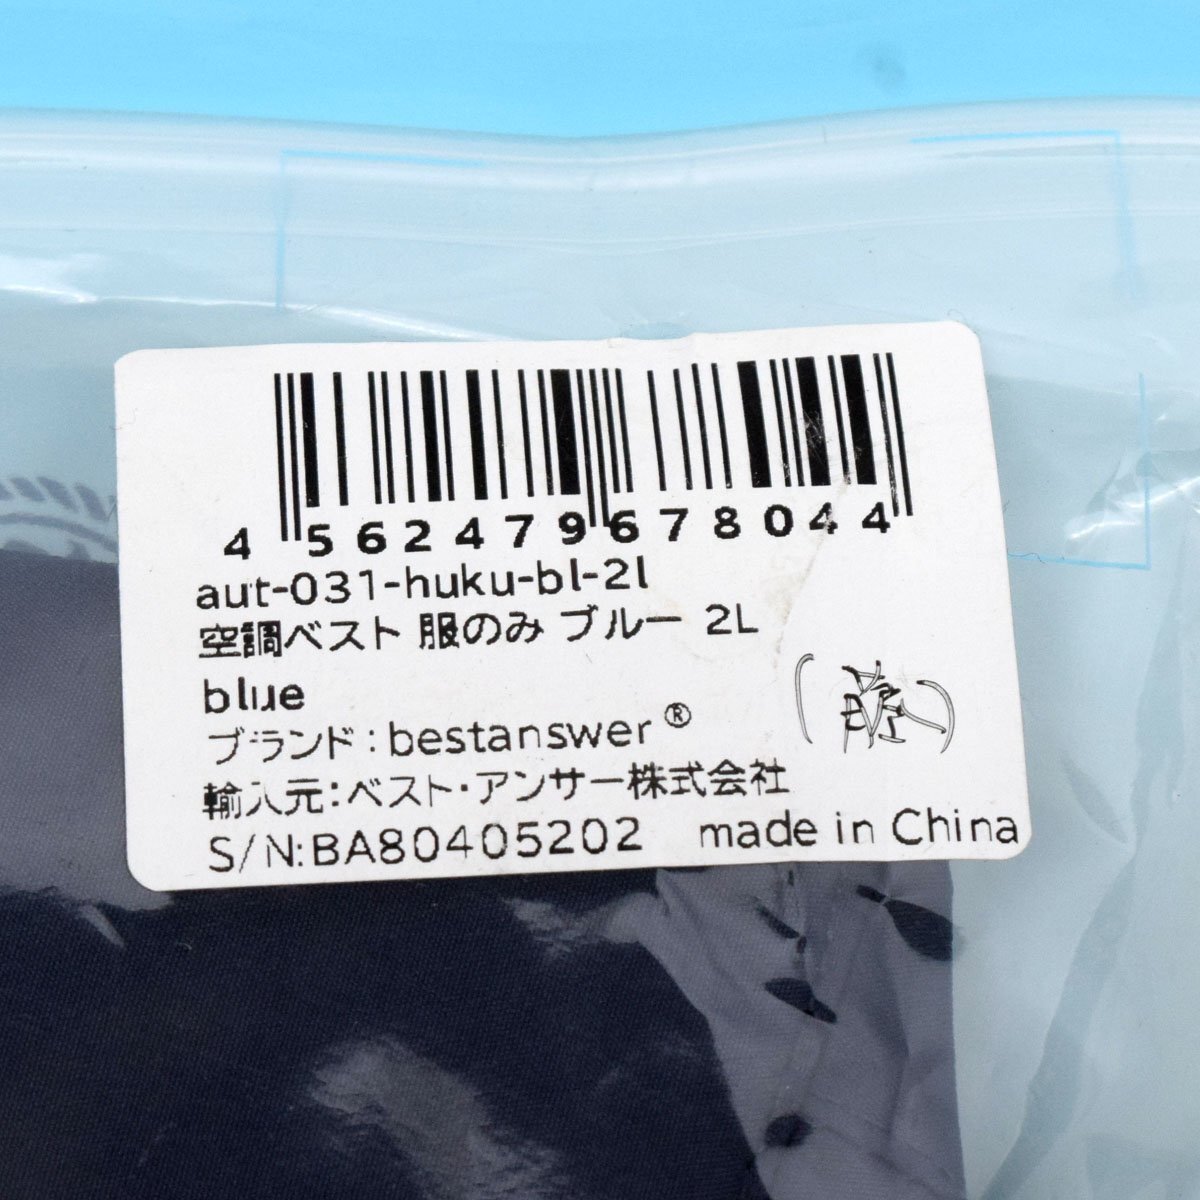 4 562479 678044
aut-031-huku-bl-2l
空調ベスト 服のみ ブルー 2L
blue
ブランド:bestanswer®
輸入元:ベスト・アンサー株式会社
S/N:BA80405202 made in China